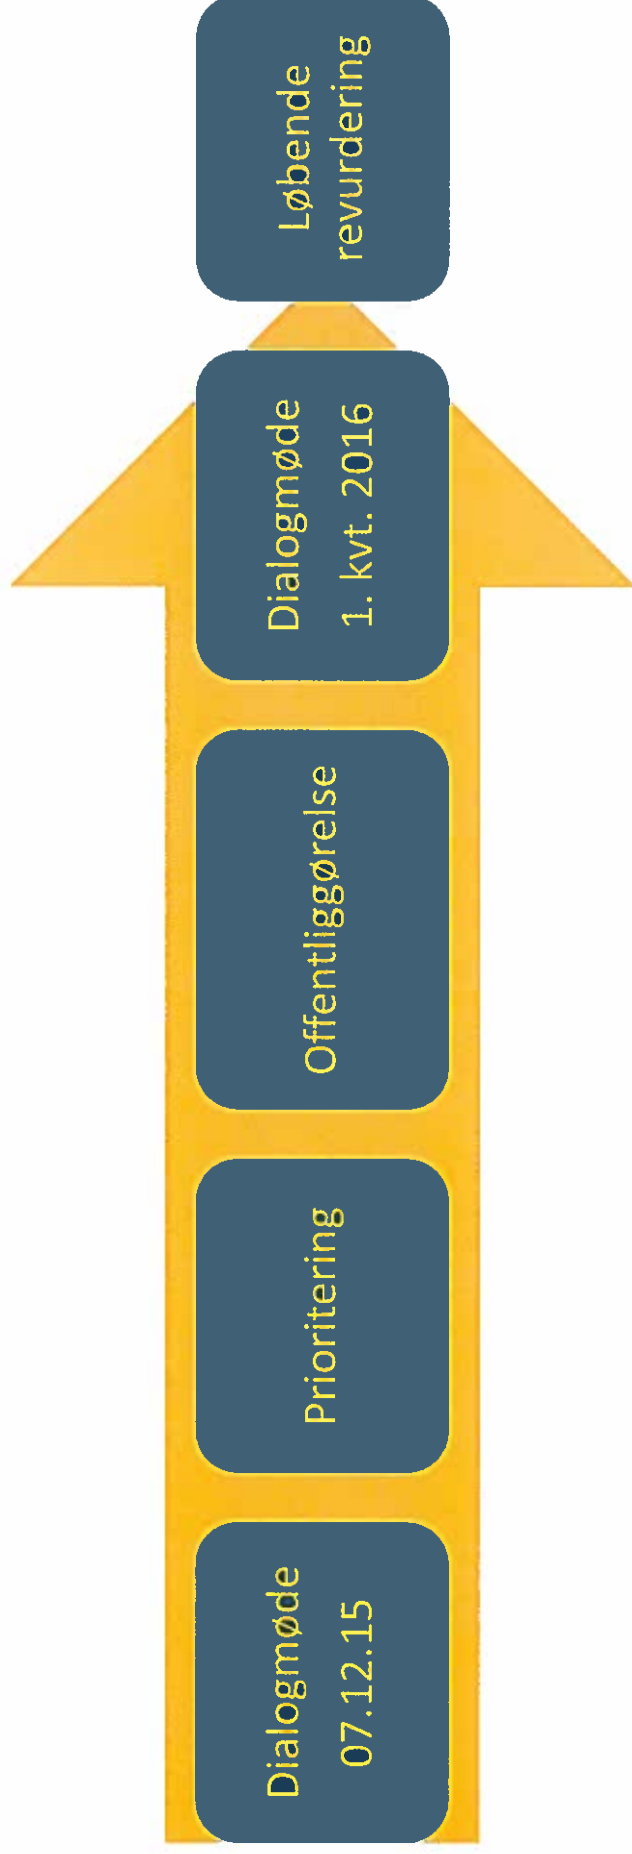 Dialogmøde
07.12.15
Prioritering
Offentliggørelse
Dialogmøde
1. kvt. 2016
Løbende
revurdering